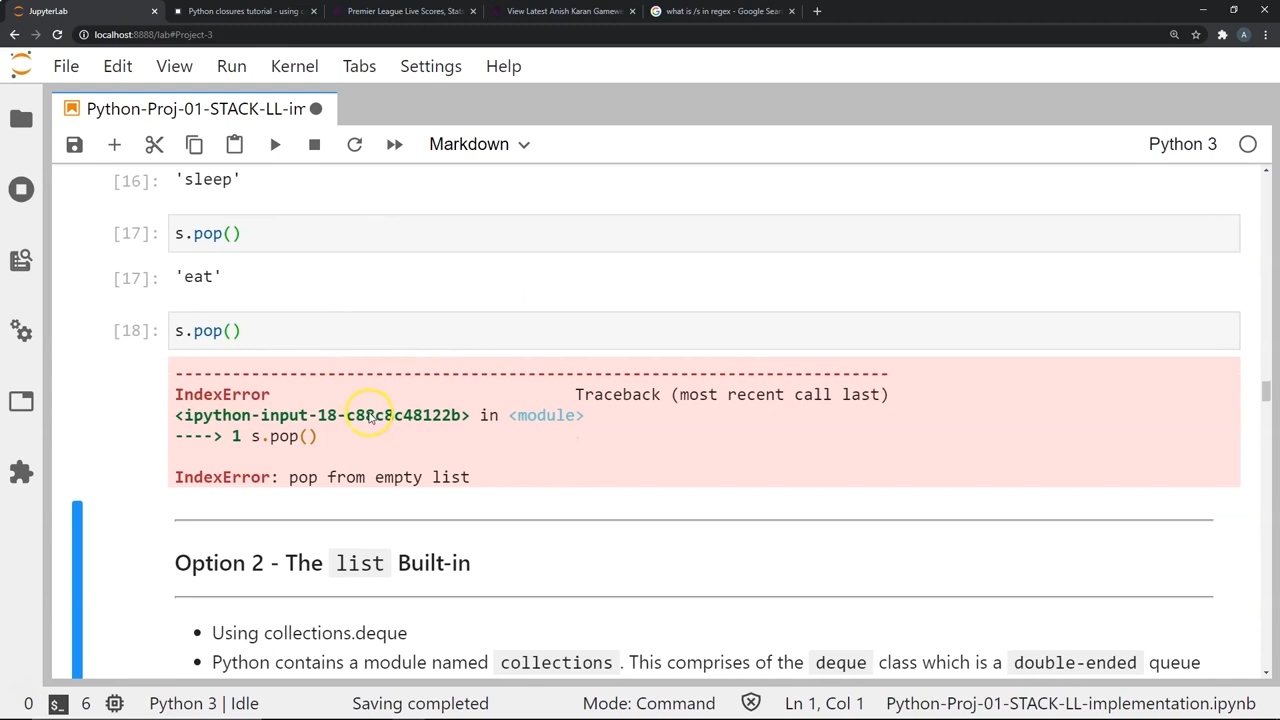 JupyterLab
Python closures tutorial - using c
Premier League Live Scores, Stat
View Latest Anish Karan Gamewe
what is /s in regex - Google Sear
localhost:8888/lab#Project-3
A
File Edit View Run Kernel Tabs Settings Help
Python-Proj-01-STACK-LL-im
Markdown
Python 3
[16]: 'sleep'
[17]: s.pop()
[17]: 'eat'
[18]: s.pop()
---------------------------------------------------------------------------
IndexError Traceback (most recent call last)
<ipython-input-18-c88c8c48122b> in <module>
----> 1 s.pop()
IndexError: pop from empty list
Option 2 - The list Built-in
Using collections.deque
Python contains a module named collections. This comprises of the deque class which is a double-ended queue
0 $_ 6 Python 3 | Idle Saving completed Mode: Command Ln 1, Col 1 Python-Proj-01-STACK-LL-implementation.ipynb